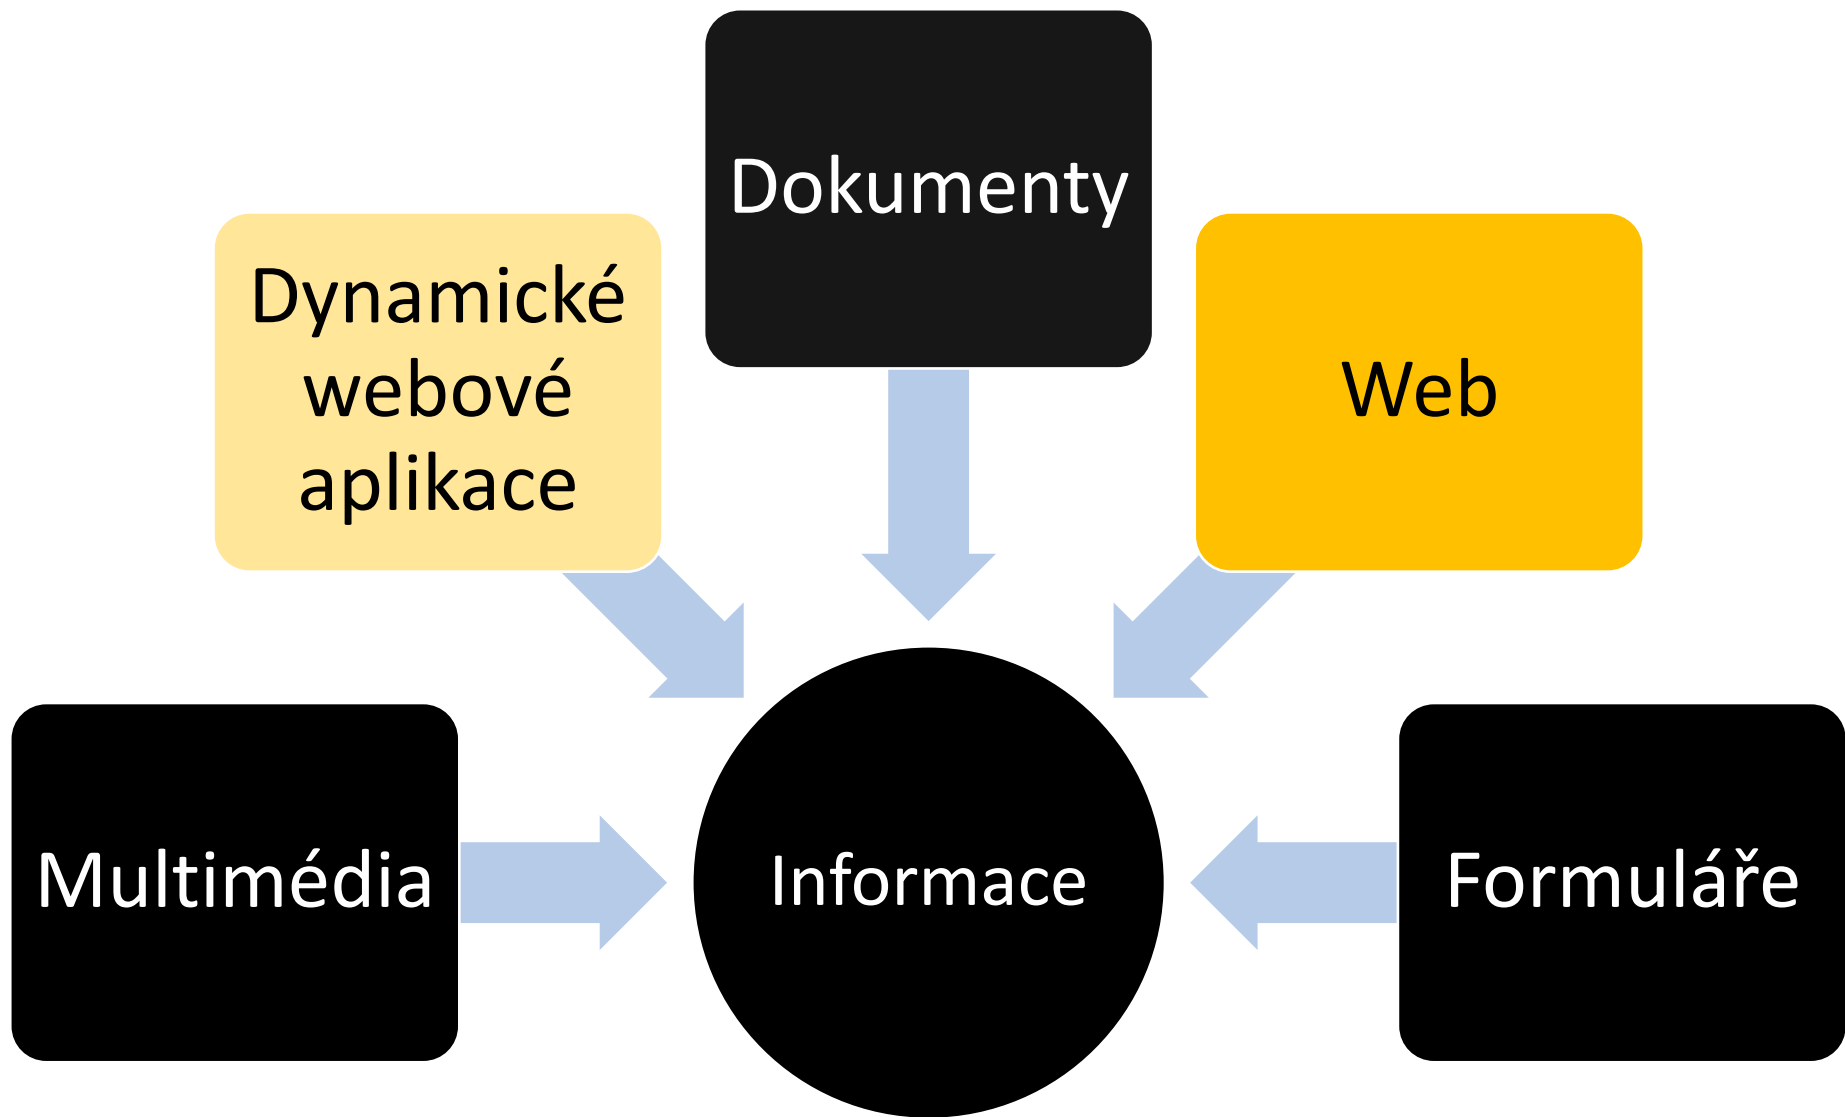 Dokumenty
Dynamické
webové
aplikace
Web
Multimédia
Informace
Formuláře